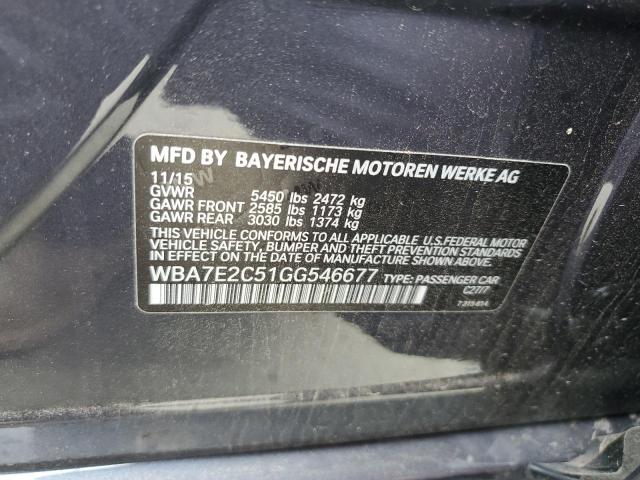 MFD BY BAYERISCHE MOTOREN WERKE AG
11/15
GVWR 5450 lbs 2472 kg
GAWR FRONT 2585 lbs 1173 kg
GAWR REAR 3030 lbs 1374 kg
THIS VEHICLE CONFORMS TO ALL APPLICABLE U.S. FEDERAL MOTOR
VEHICLE SAFETY, BUMPER AND THEFT PREVENTION STANDARDS
IN EFFECT ON THE DATE OF MANUFACTURE SHOWN ABOVE.
WBA7E2C51GG546677 TYPE: PASSENGER CAR